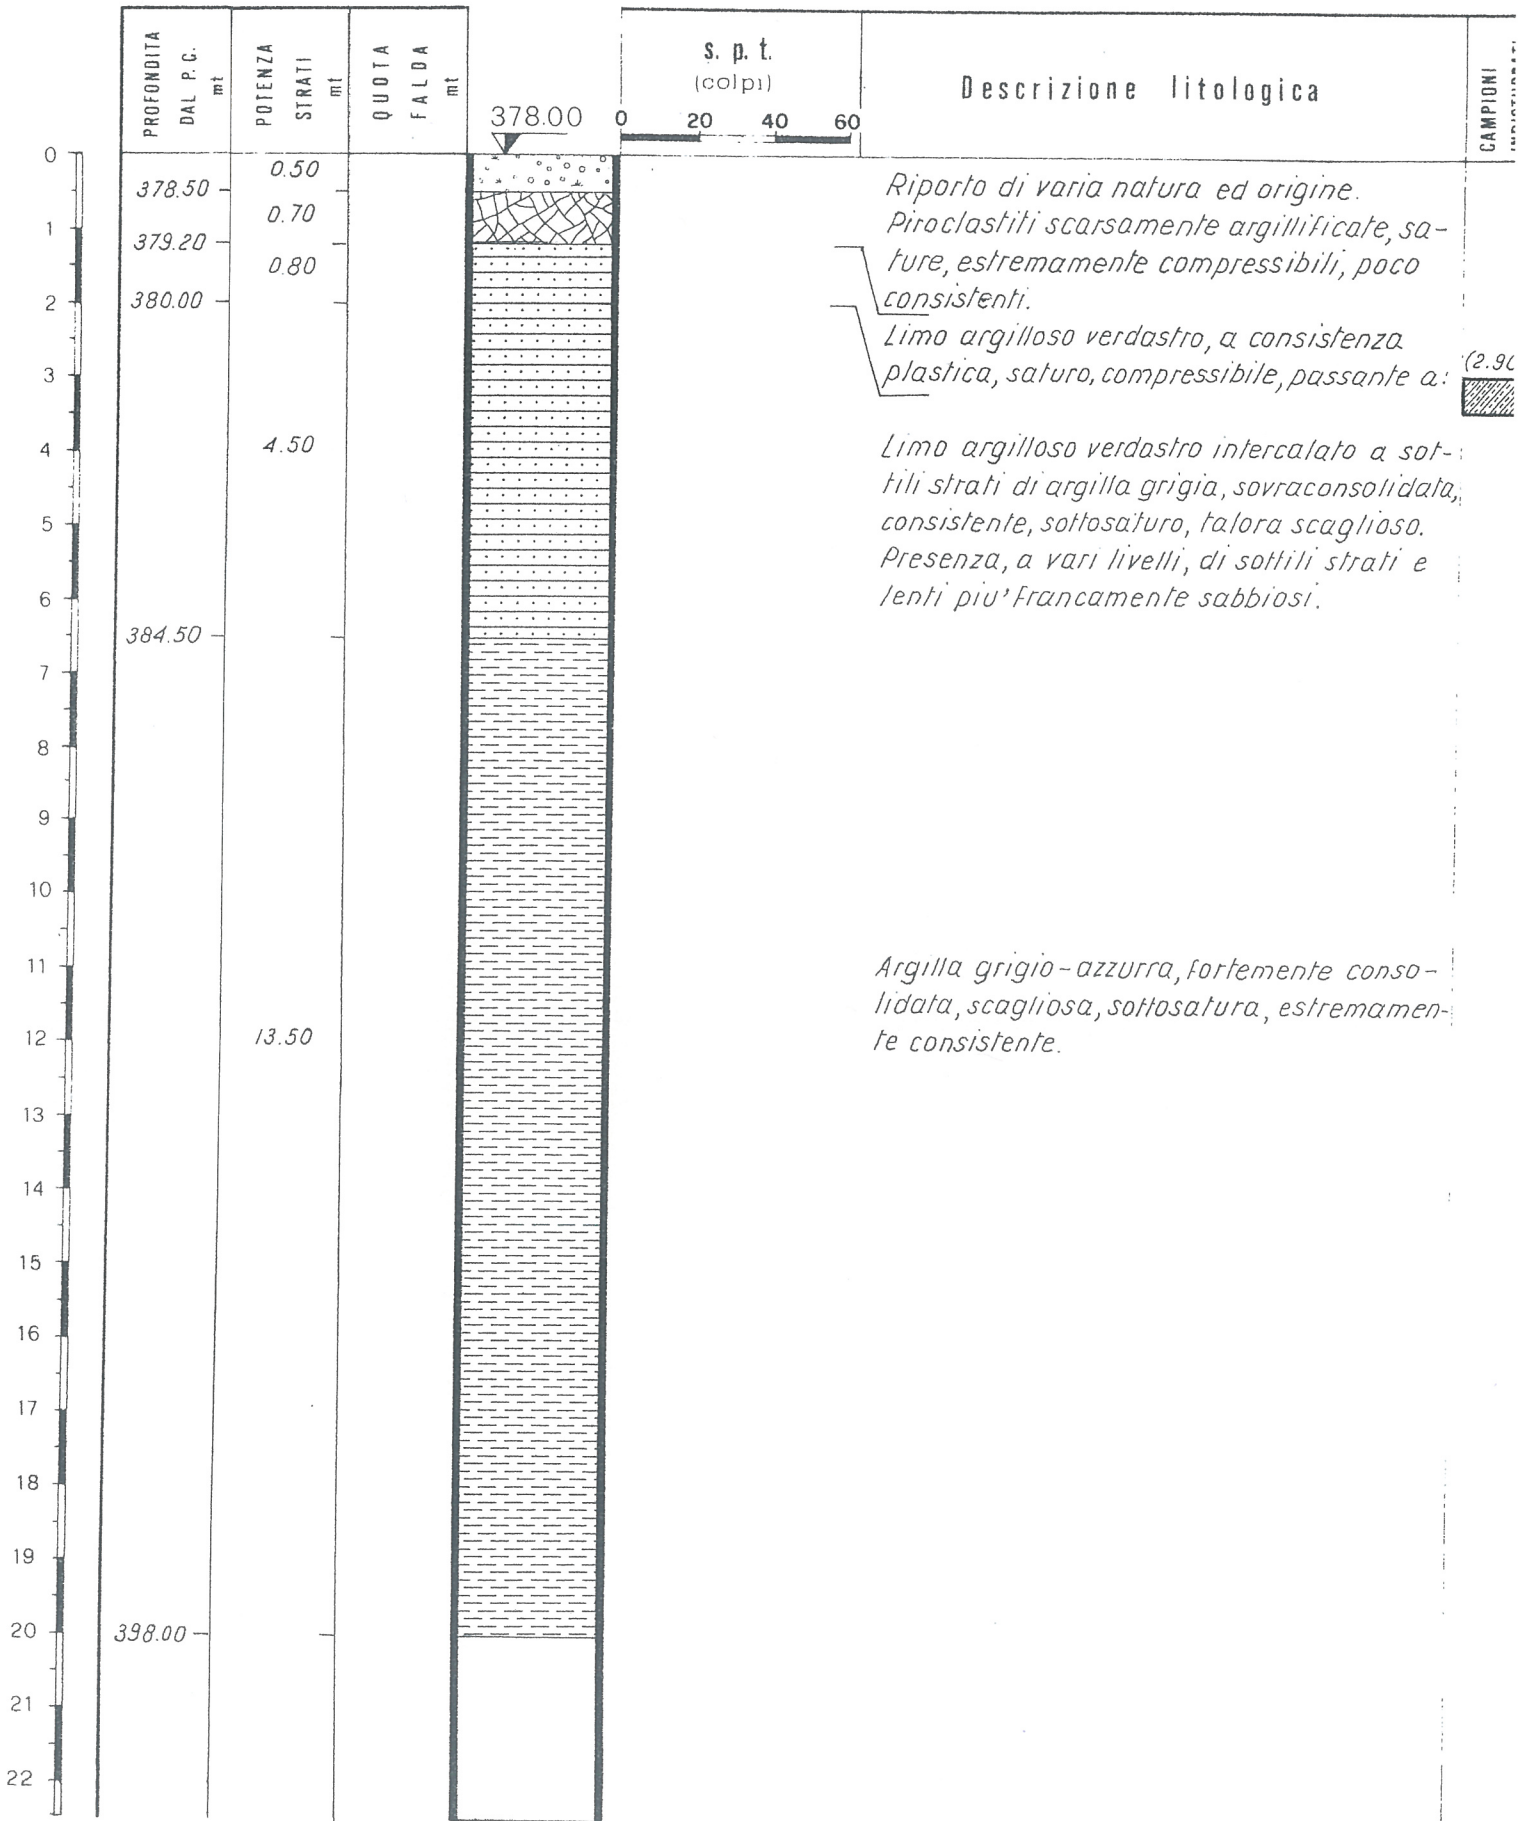 PROFONDITA
DAL P.C.
mt
POTENZA
STRATI
mt
QUOTA
FALDA
mt
378.00
s. p. t.
(colpi)
0 20 40 60
Descrizione litologica
CAMPIONI
0
378.50
0.50
Riporto di varia natura ed origine.
0.70
Piroclastiti scarsamente argillificate, sa-
1
379.20
0.80
ture, estremamente compressibili, poco
2
380.00
consistenti.
Limo argilloso verdastro, a consistenza
3
plastica, saturo, compressibile, passante a:
(2.90
4
4.50
Limo argilloso verdastro intercalato a sot-
tili strati di argilla grigia, sovraconsolidata,
5
consistente, sottosaturo, talora scaglioso.
Presenza, a vari livelli, di sottili strati e
6
lenti piu' francamente sabbiosi.
384.50
7
8
9
10
11
Argilla grigio-azzurra, fortemente conso-
lidata, scagliosa, sottosatura, estremamen-
12
13.50
te consistente.
13
14
15
16
17
18
19
20
398.00
21
22